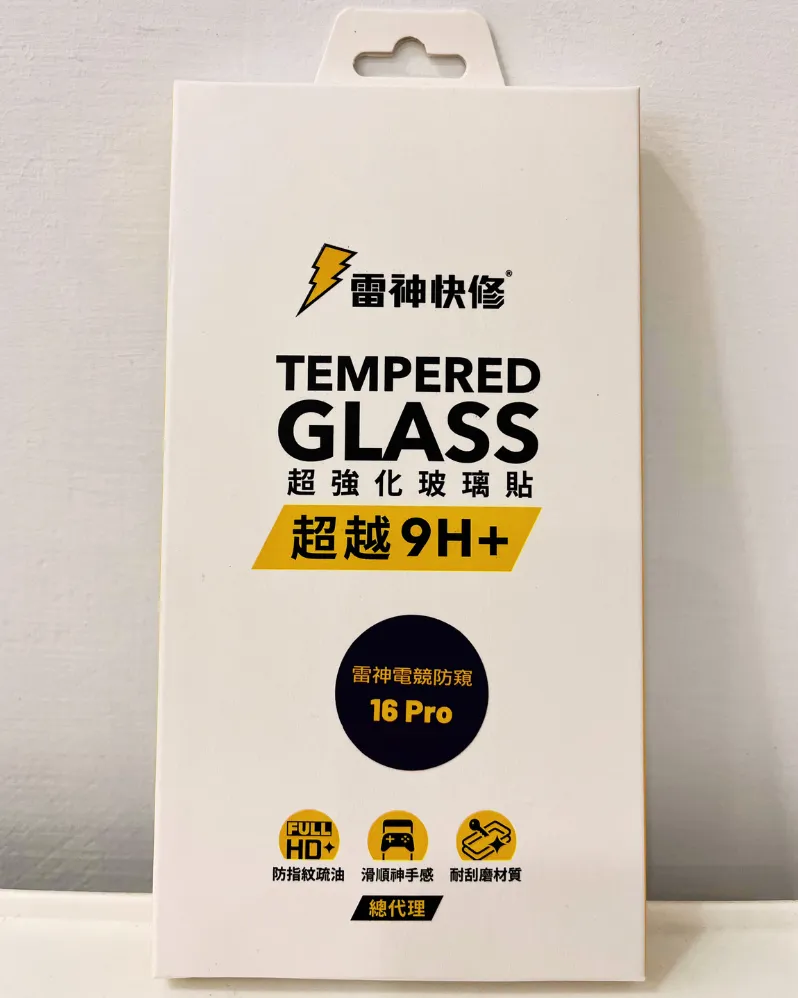 雷神快修®
TEMPERED
GLASS
超強化玻璃貼
超越9H+
雷神電競防窺
16 Pro
FULL
HD
防指紋疏油 滑順神手感 耐刮磨材質
總代理